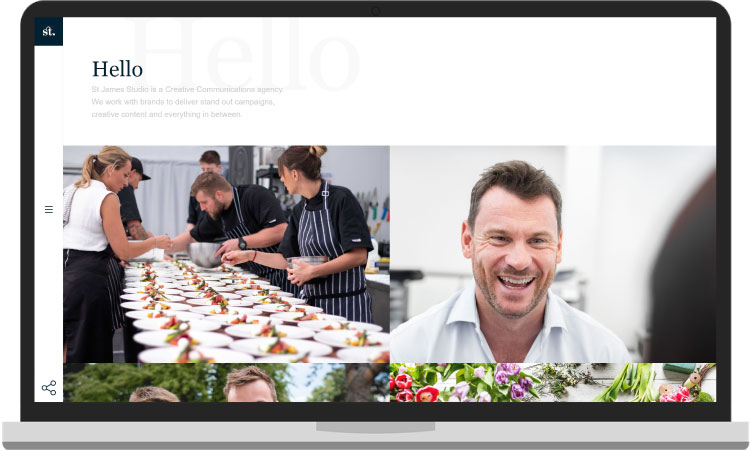 st.
Hello
Hello
St James Studio is a Creative Communications agency.
We work with brands to deliver stand out campaigns,
creative content and everything in between.